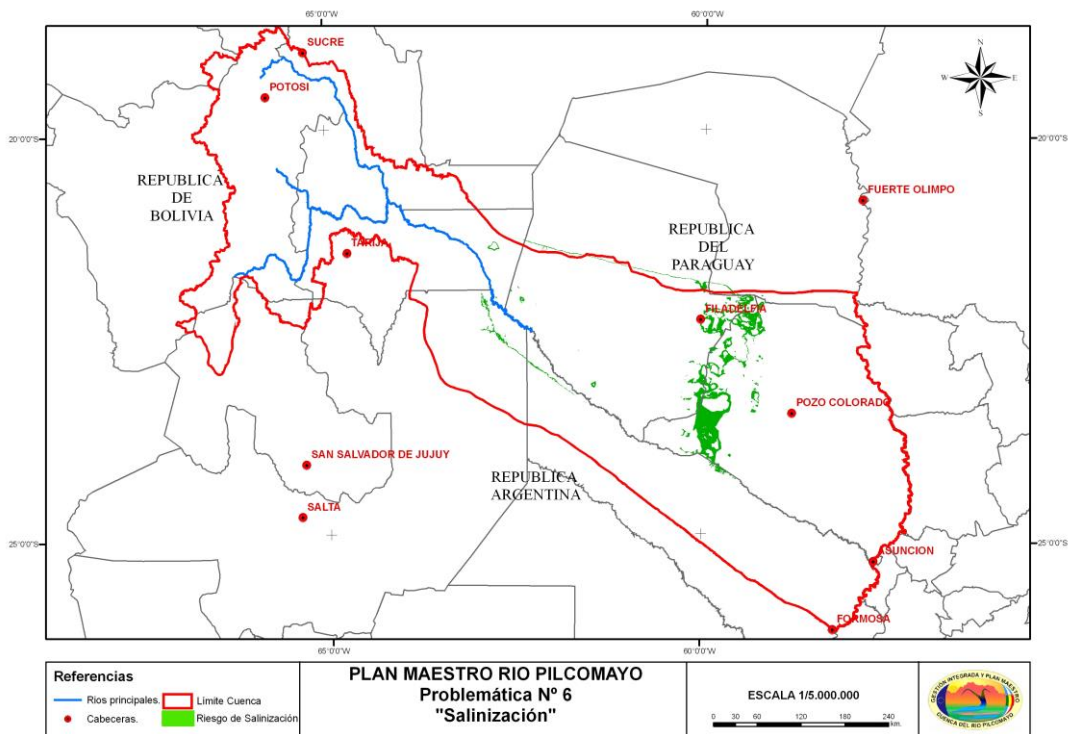 65°0'0"W
60°0'0"W
SUCRE
N
W
E
S
POTOSI
20°0'0"S
20°0'0"S
REPUBLICA
DE
BOLIVIA
FUERTE OLIMPO
REPUBLICA
DEL
PARAGUAY
TARIJA
FILADELFIA
POZO COLORADO
SAN SALVADOR DE JUJUY
REPUBLICA
ARGENTINA
SALTA
25°0'0"S
25°0'0"S
ASUNCION
FORMOSA
65°0'0"W
60°0'0"W
Referencias
Rios principales.
Limite Cuenca
Cabeceras.
Riesgo de Salinización
PLAN MAESTRO RIO PILCOMAYO
Problemática Nº 6
"Salinización"
ESCALA 1/5.000.000
0 30 60 120 180 240
km.
GESTIÓN INTEGRADA Y PLAN MAESTRO
CUENCA DEL RIO PILCOMAYO